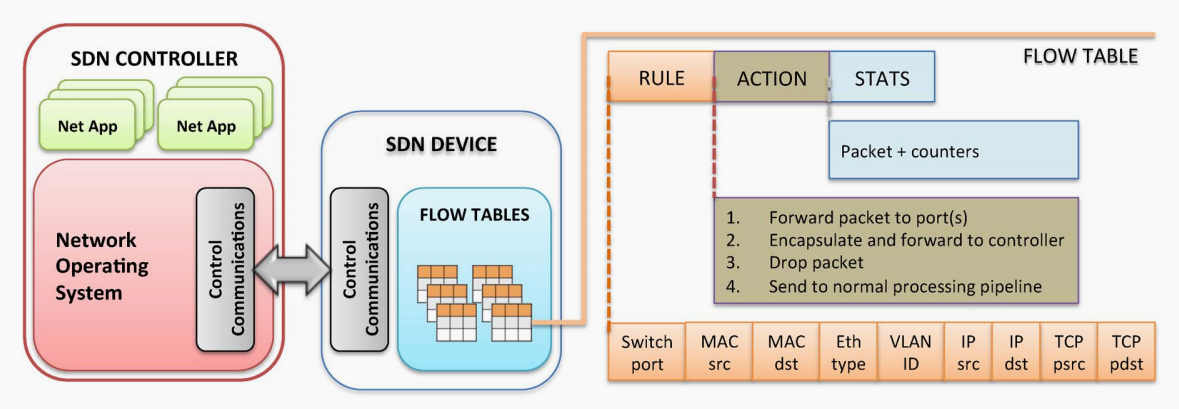 SDN CONTROLLER
Net App
Net App
Network
Operating
System
Control
Communications
SDN DEVICE
Control
Communications
FLOW TABLES
FLOW TABLE
RULE
ACTION
STATS
Packet + counters
1. Forward packet to port(s)
2. Encapsulate and forward to controller
3. Drop packet
4. Send to normal processing pipeline
Switch
port
MAC
src
MAC
dst
Eth
type
VLAN
ID
IP
src
IP
dst
TCP
psrc
TCP
pdst